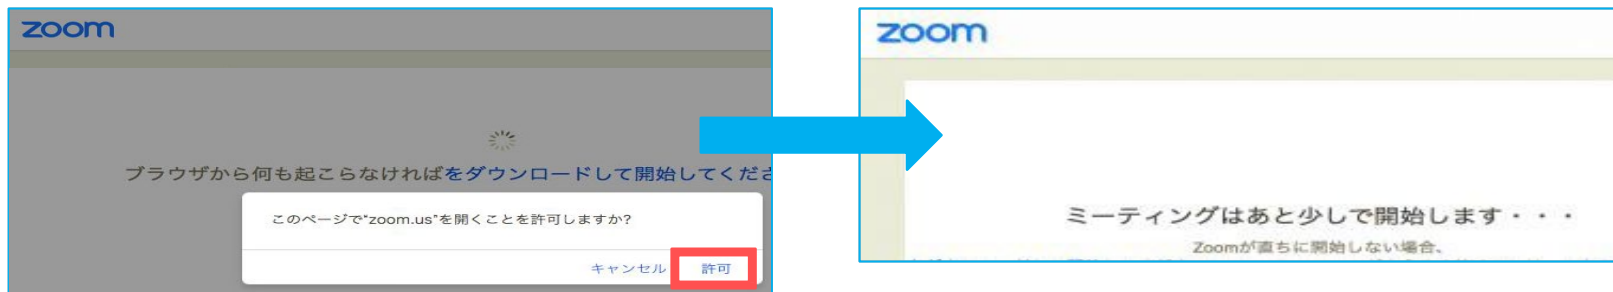 zoom
ブラウザから何も起こらなければをダウンロードして開始してくだ
このページで“zoom.us”を開くことを許可しますか?
キャンセル 許可
zoom
ミーティングはあと少しで開始します・・・
Zoomが直ちに開始しない場合、